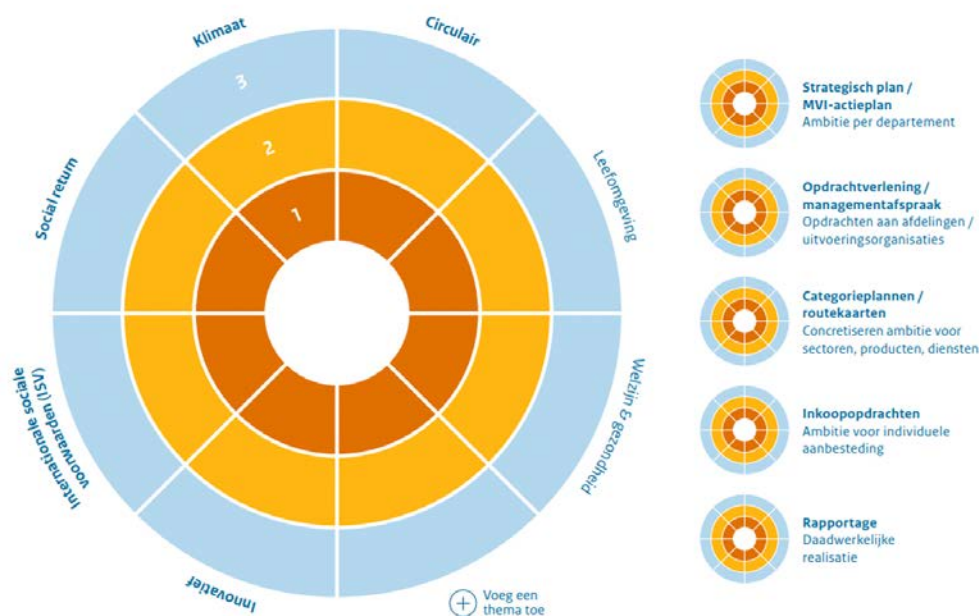 Klimaat
Circulair
Social return
Leefomgeving
Internationale sociale
voorwaarden (ISV)
Welzijn & gezondheid
Innovatief
3
2
1
Voeg een
thema toe
Strategisch plan /
MVI-actieplan
Ambitie per departement
Opdrachtverlening /
managementafspraak
Opdrachten aan afdelingen /
uitvoeringsorganisaties
Categorieplannen /
routekaarten
Concretiseren ambitie voor
sectoren, producten, diensten
Inkoopopdrachten
Ambitie voor individuele
aanbesteding
Rapportage
Daadwerkelijke
realisatie